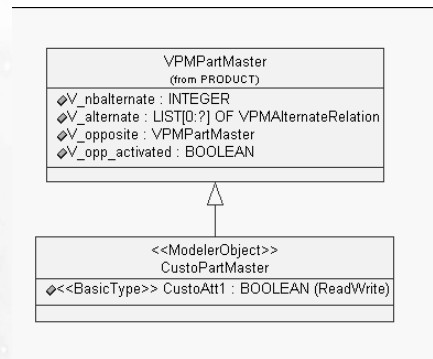 VPMPartMaster
(from PRODUCT)
V_nbalternate : INTEGER
V_alternate : LIST[0:?] OF VPMAlternateRelation
V_opposite : VPMPartMaster
V_opp_activated : BOOLEAN
<<ModelerObject>>
CustoPartMaster
<<BasicType>> CustoAtt1 : BOOLEAN (ReadWrite)